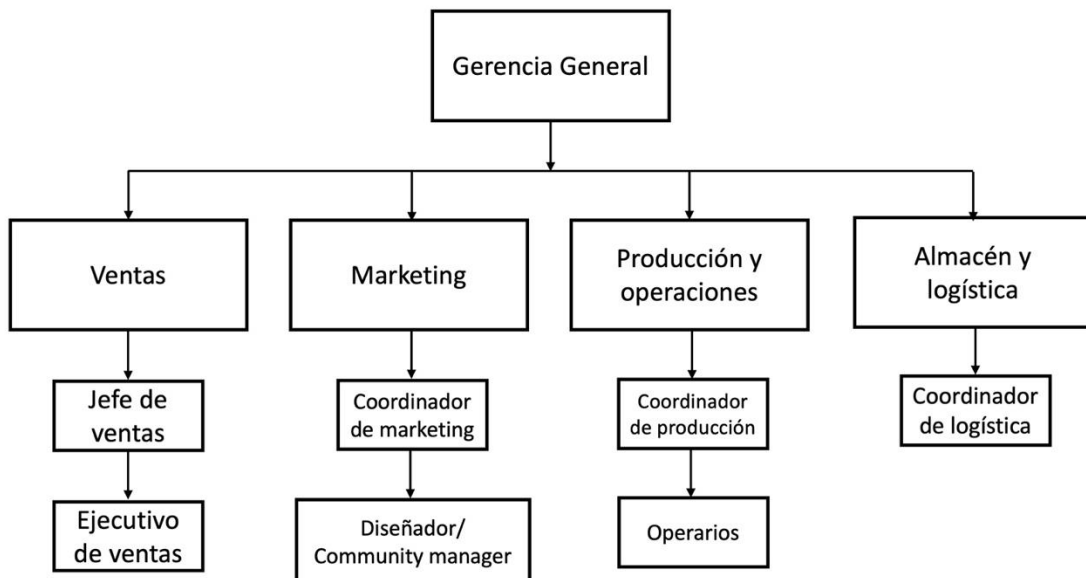 Gerencia General
Ventas
Marketing
Producción y
operaciones
Almacén y
logística
Jefe de
ventas
Coordinador
de marketing
Coordinador
de producción
Coordinador
de logística
Ejecutivo
de ventas
Diseñador/
Community manager
Operarios